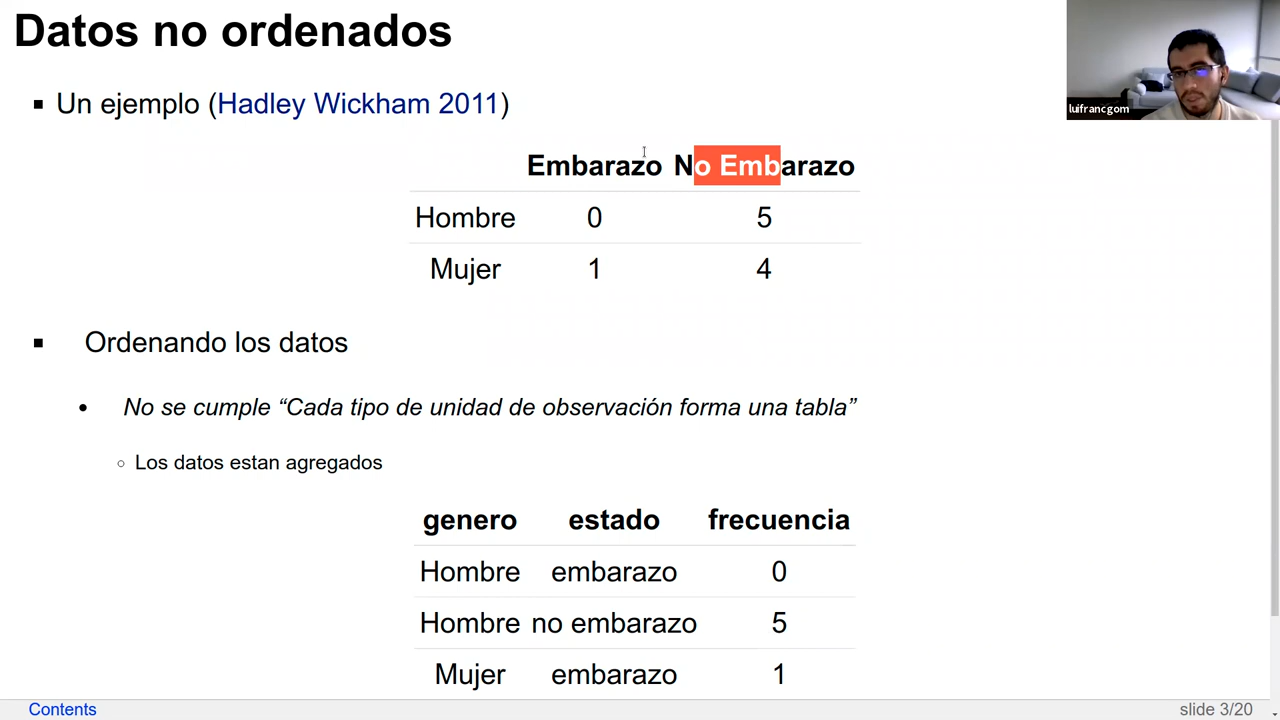 Datos no ordenados
Un ejemplo (Hadley Wickham 2011)
Embarazo No Embarazo
Hombre 0 5
Mujer 1 4
Ordenando los datos
No se cumple “Cada tipo de unidad de observación forma una tabla”
Los datos estan agregados
genero estado frecuencia
Hombre embarazo 0
Hombre no embarazo 5
Mujer embarazo 1
Contents
slide 3/20
luifrancgom